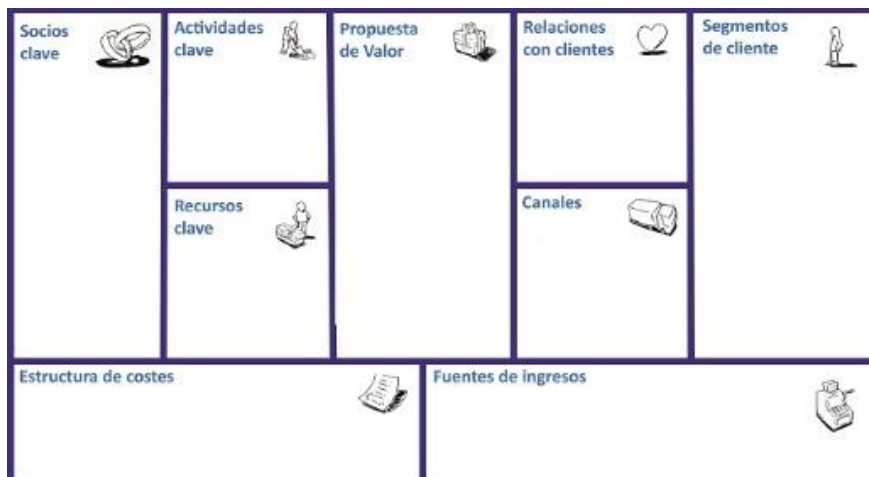 Socios
clave
Actividades
clave
Propuesta
de Valor
Relaciones
con clientes
Segmentos
de cliente
Recursos
clave
Canales
Estructura de costes
Fuentes de ingresos